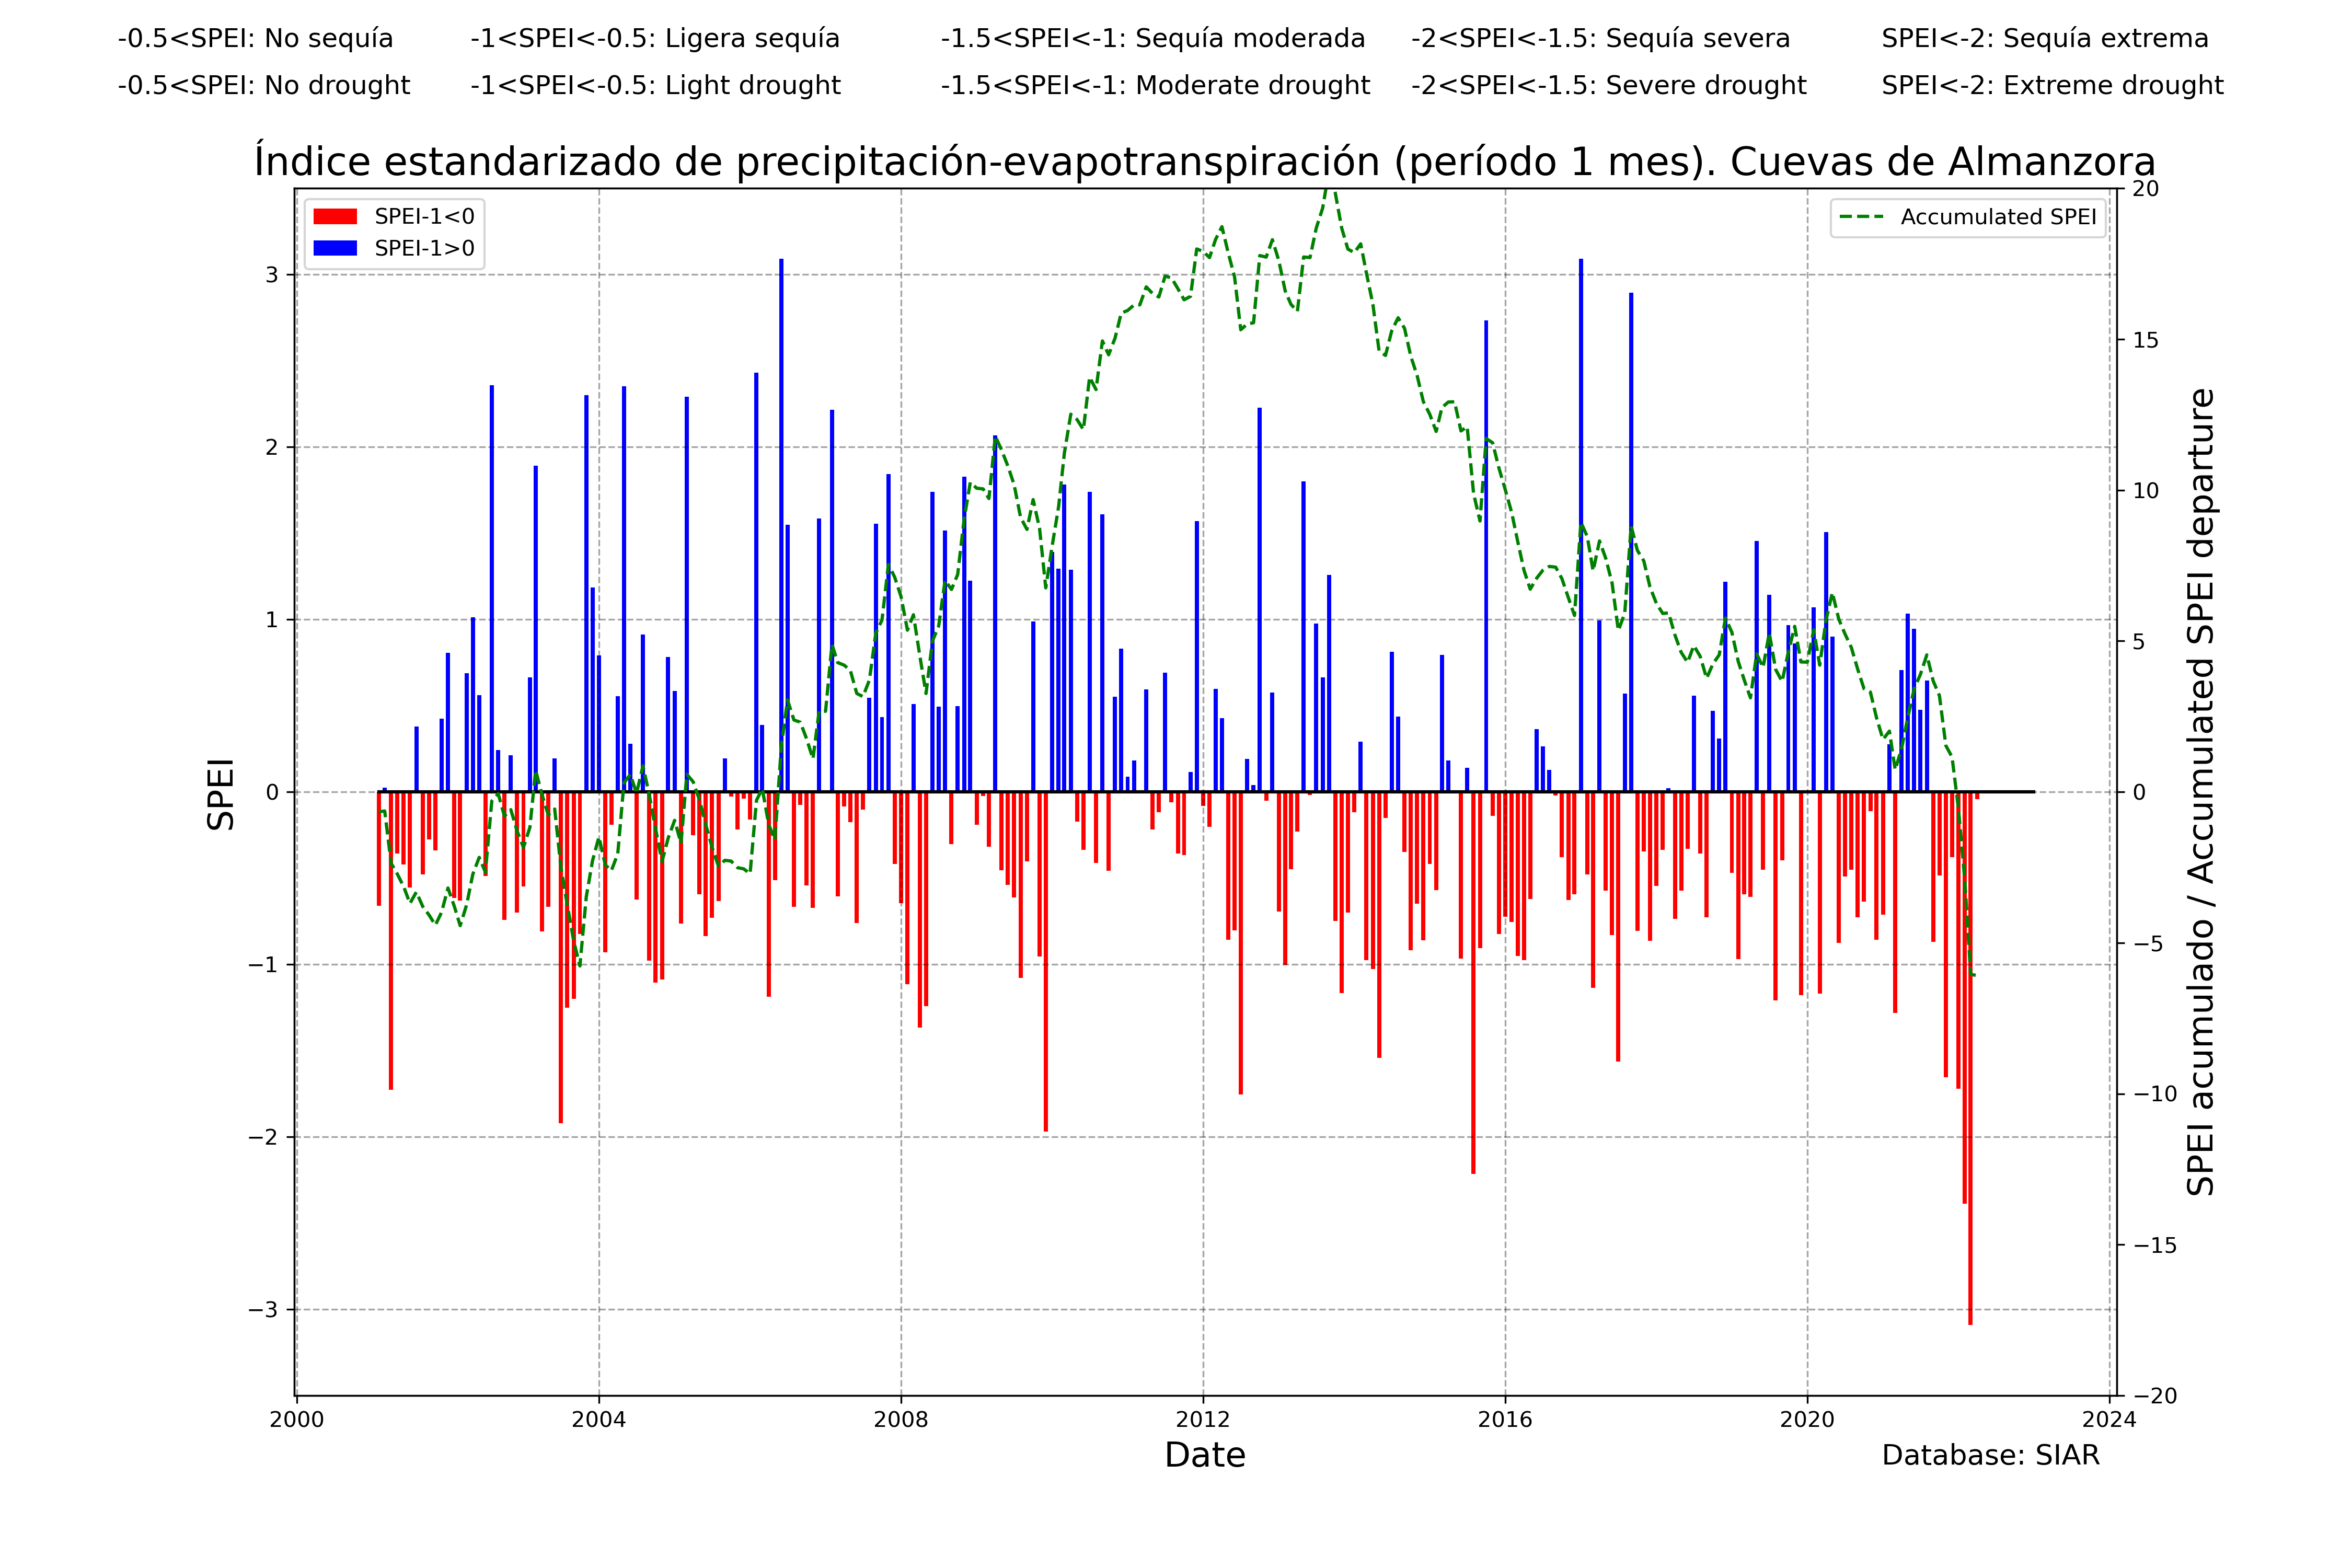 -0.5<SPEI: No sequía -1<SPEI<-0.5: Ligera sequía -1.5<SPEI<-1: Sequía moderada -2<SPEI<-1.5: Sequía severa SPEI<-2: Sequía extrema
-0.5<SPEI: No drought -1<SPEI<-0.5: Light drought -1.5<SPEI<-1: Moderate drought -2<SPEI<-1.5: Severe drought SPEI<-2: Extreme drought
Índice estandarizado de precipitación-evapotranspiración (período 1 mes). Cuevas de Almanzora
SPEI-1<0
SPEI-1>0
Accumulated SPEI
SPEI
3
2
1
0
−1
−2
−3
20
15
10
5
0
−5
−10
−15
−20
SPEI acumulado / Accumulated SPEI departure
2000 2004 2008 2012 2016 2020 2024
Date
Database: SIAR